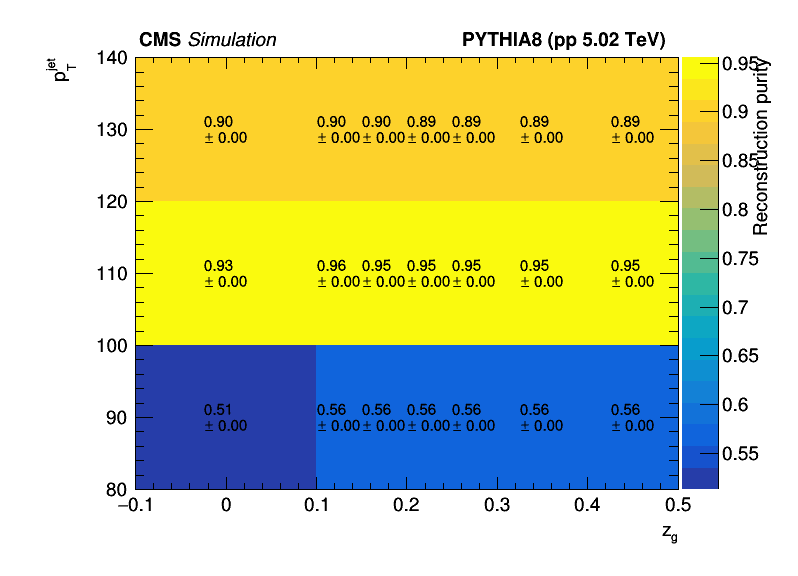 CMS Simulation PYTHIA8 (pp 5.02 TeV)
p_T^jet
140
130
120
110
100
90
80
0.90 0.90 0.90 0.89 0.89 0.89 0.89
± 0.00 ± 0.00 ± 0.00 ± 0.00 ± 0.00 ± 0.00 ± 0.00
0.93 0.96 0.95 0.95 0.95 0.95 0.95
± 0.00 ± 0.00 ± 0.00 ± 0.00 ± 0.00 ± 0.00 ± 0.00
0.51 0.56 0.56 0.56 0.56 0.56 0.56
± 0.00 ± 0.00 ± 0.00 ± 0.00 ± 0.00 ± 0.00 ± 0.00
−0.1 0 0.1 0.2 0.3 0.4 0.5
z_g
0.95
0.9
0.85
0.8
0.75
0.7
0.65
0.6
0.55
Reconstruction purity